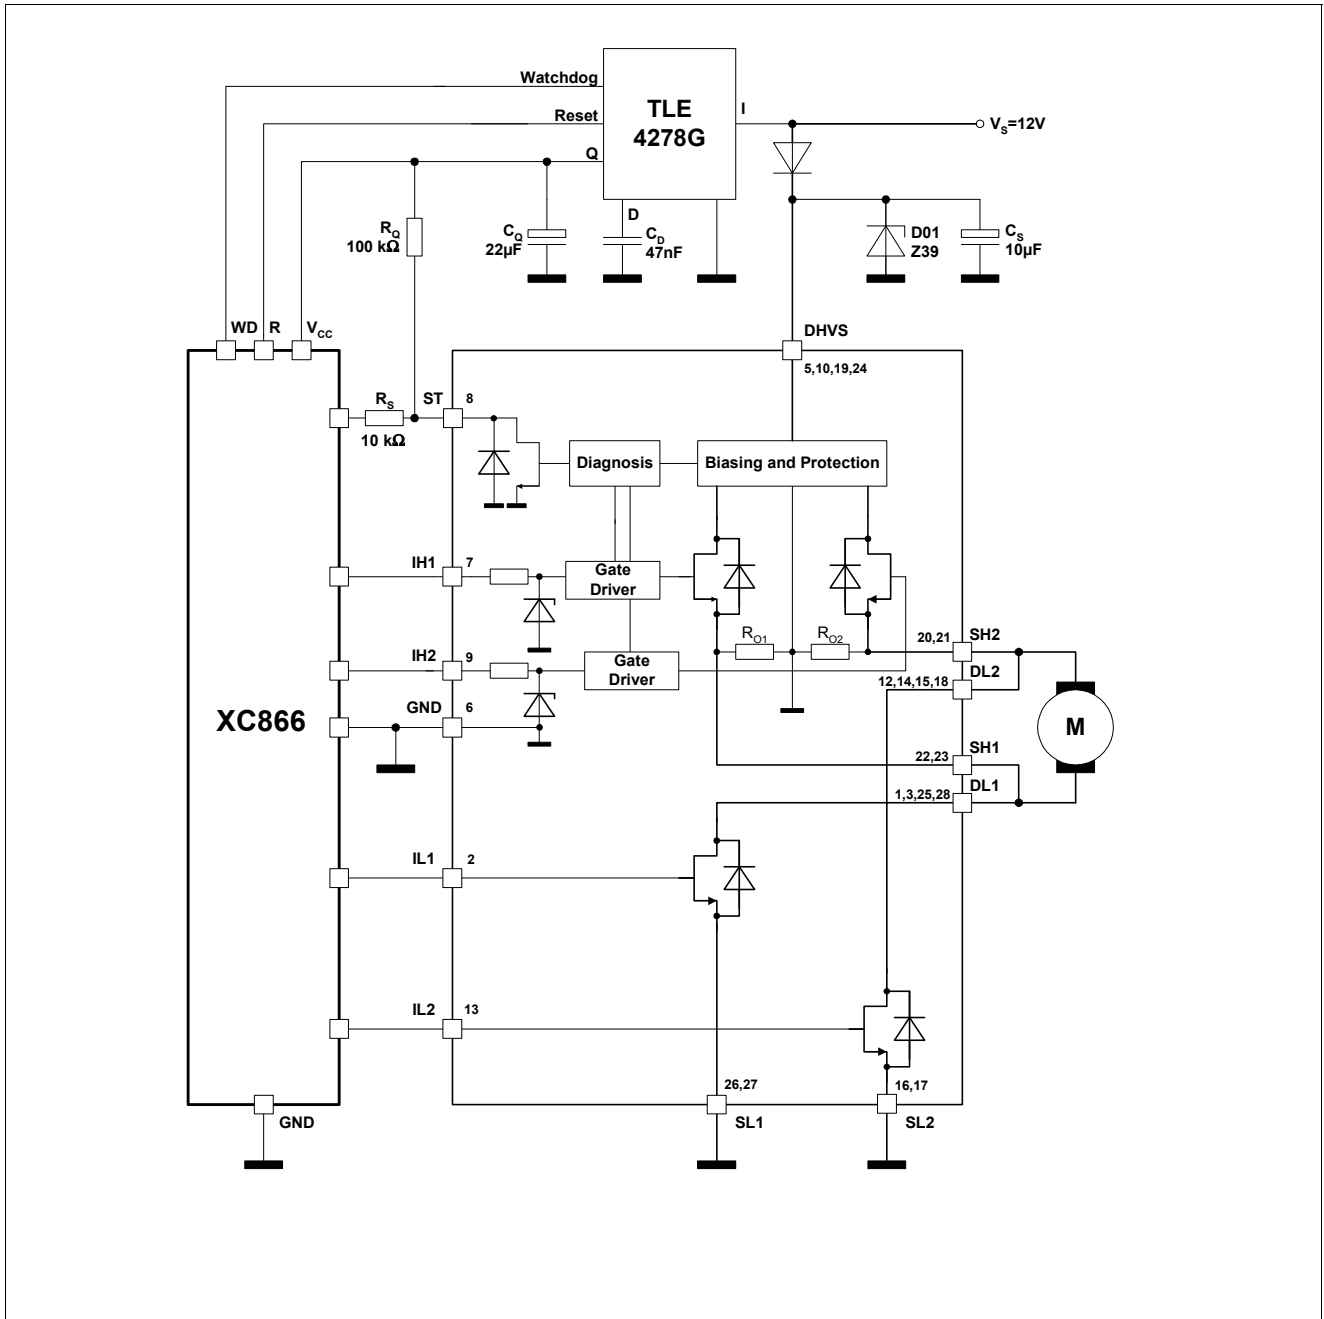 Watchdog
TLE
4278G
I
Reset
V_S=12V
Q
D
R_Q
100 kΩ
C_Q
22µF
C_D
47nF
D01
Z39
C_S
10µF
WD
R
V_CC
DHVS
5,10,19,24
R_S
10 kΩ
ST
8
Diagnosis
Biasing and Protection
IH1
7
Gate
Driver
R_O1
R_O2
20,21
SH2
IH2
9
Gate
Driver
12,14,15,18
DL2
GND
6
XC866
M
22,23
SH1
1,3,25,28
DL1
IL1
2
IL2
13
26,27
16,17
GND
SL1
SL2